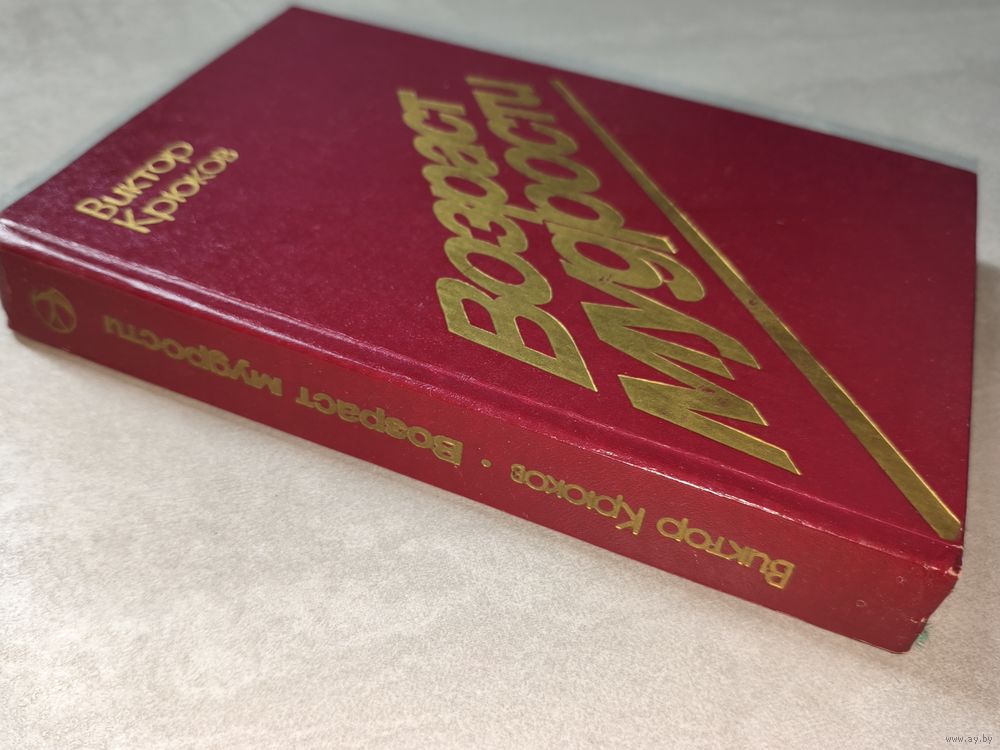 Виктор
Крюков
Возраст
мудрости
Виктор Крюков · Возраст мудрости
www.ay.by